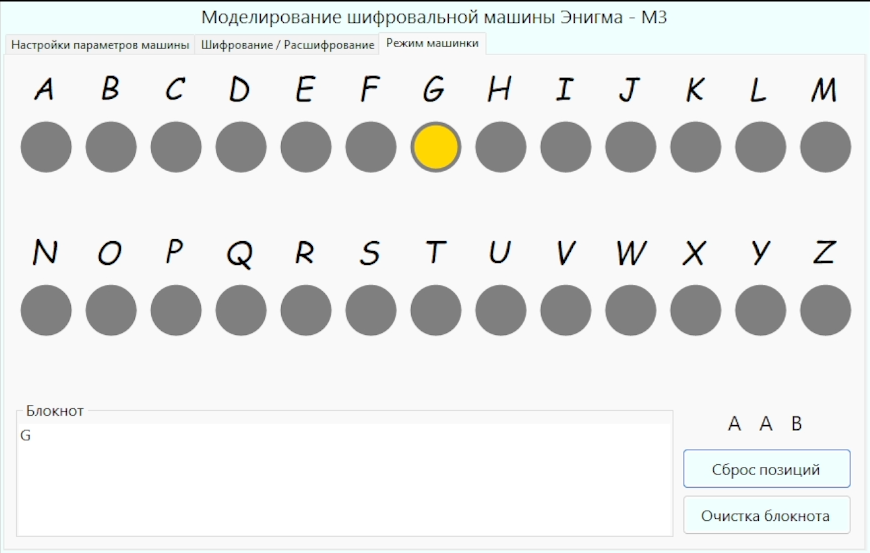 Моделирование шифровальной машины Энигма - М3
Настройки параметров машины Шифрование / Расшифрование Режим машинки
A B C D E F G H I J K L M
N O P Q R S T U V W X Y Z
Блокнот
G
A A B
Сброс позиций
Очистка блокнота